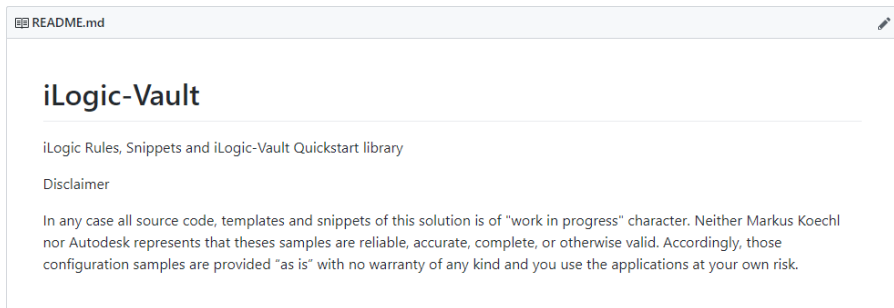 README.md
iLogic-Vault
iLogic Rules, Snippets and iLogic-Vault Quickstart library
Disclaimer
In any case all source code, templates and snippets of this solution is of "work in progress" character. Neither Markus Koechl
nor Autodesk represents that theses samples are reliable, accurate, complete, or otherwise valid. Accordingly, those
configuration samples are provided “as is” with no warranty of any kind and you use the applications at your own risk.